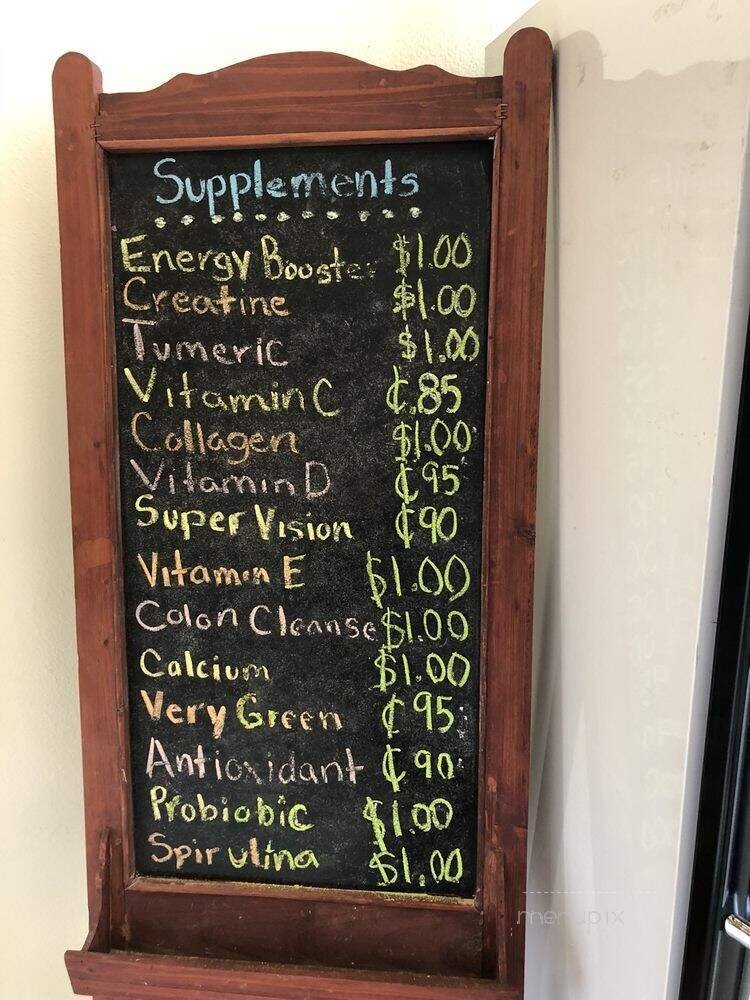 Supplements
Energy Booster $1.00
Creatine $1.00
Tumeric $1.00
Vitamin C ¢.85
Collagen $1.00
Vitamin D ¢95
Super Vision ¢90
Vitamin E $1.00
Colon Cleanse $1.00
Calcium $1.00
Very Green ¢95
Antioxidant ¢90
Probiobic $1.00
Spirulina $1.00
menupix